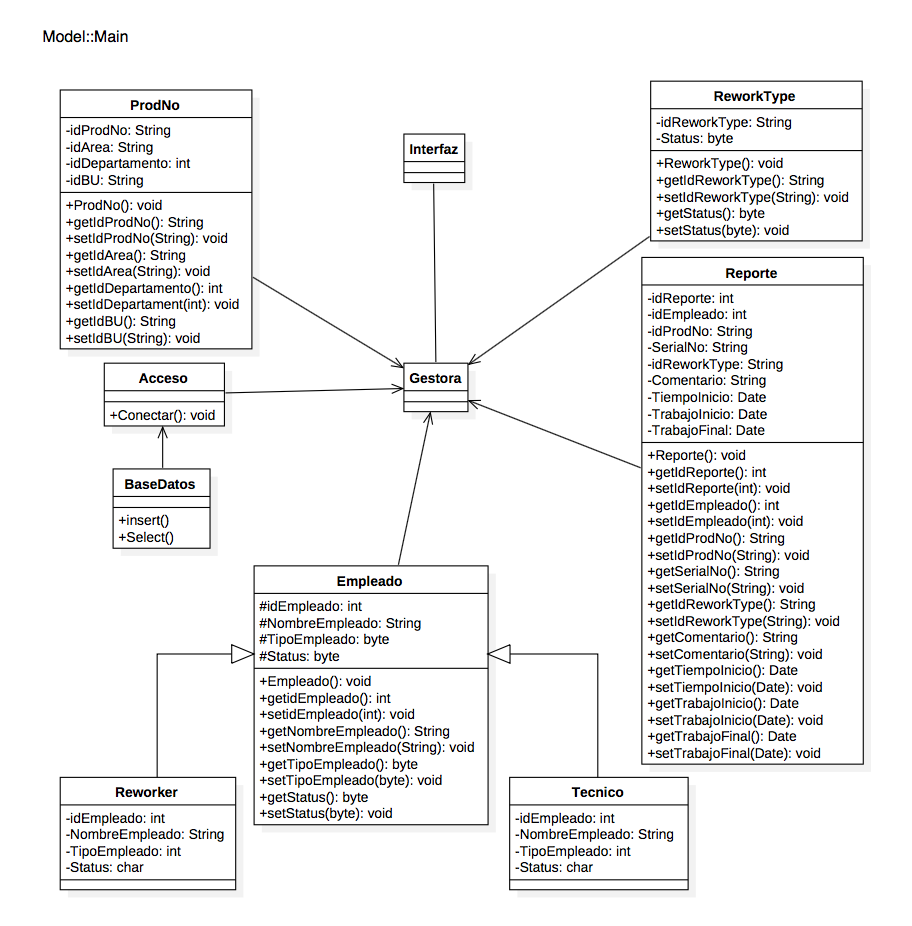 Model::Main
ProdNo
-idProdNo: String
-idArea: String
-idDepartamento: int
-idBU: String
+ProdNo(): void
+getIdProdNo(): String
+setIdProdNo(String): void
+getIdArea(): String
+setIdArea(String): void
+getIdDepartamento(): int
+setIdDepartament(int): void
+getIdBU(): String
+setIdBU(String): void
Interfaz
ReworkType
-idReworkType: String
-Status: byte
+ReworkType(): void
+getIdReworkType(): String
+setIdReworkType(String): void
+getStatus(): byte
+setStatus(byte): void
Acceso
+Conectar(): void
Gestora
Reporte
-idReporte: int
-idEmpleado: int
-idProdNo: String
-SerialNo: String
-idReworkType: String
-Comentario: String
-TiempoInicio: Date
-TrabajoInicio: Date
-TrabajoFinal: Date
+Reporte(): void
+getIdReporte(): int
+setIdReporte(int): void
+getIdEmpleado(): int
+setIdEmpleado(int): void
+getIdProdNo(): String
+setIdProdNo(String): void
+getSerialNo(): String
+setSerialNo(String): void
+getIdReworkType(): String
+setIdReworkType(String): void
+getComentario(): String
+setComentario(String): void
+getTiempoInicio(): Date
+setTiempoInicio(Date): void
+getTrabajoInicio(): Date
+setTrabajoInicio(Date): void
+getTrabajoFinal(): Date
+setTrabajoFinal(Date): void
BaseDatos
+insert()
+Select()
Empleado
#idEmpleado: int
#NombreEmpleado: String
#TipoEmpleado: byte
#Status: byte
+Empleado(): void
+getidEmpleado(): int
+setidEmpleado(int): void
+getNombreEmpleado(): String
+setNombreEmpleado(String): void
+getTipoEmpleado(): byte
+setTipoEmpleado(byte): void
+getStatus(): byte
+setStatus(byte): void
Reworker
-idEmpleado: int
-NombreEmpleado: String
-TipoEmpleado: int
-Status: char
Tecnico
-idEmpleado: int
-NombreEmpleado: String
-TipoEmpleado: int
-Status: char